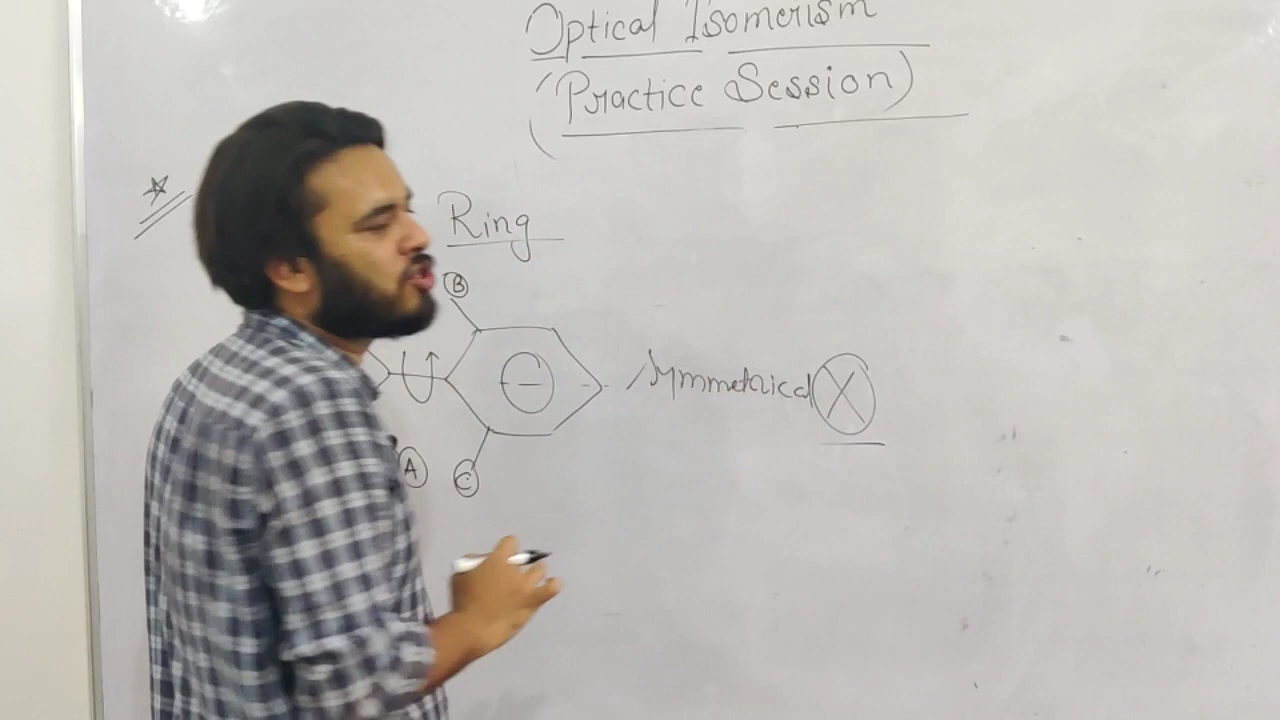 Optical Isomerism
(Practice Session)
Ring
B
Symmetrical X
A C